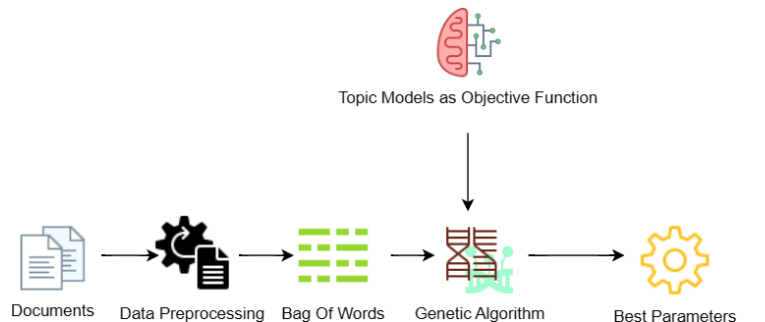 Topic Models as Objective Function
Documents
Data Preprocessing
Bag Of Words
Genetic Algorithm
Best Parameters